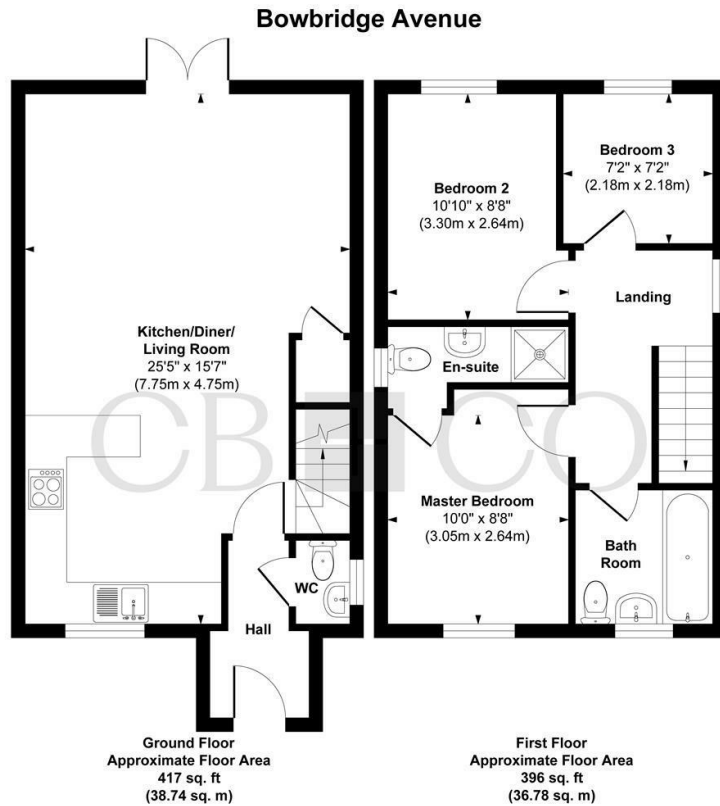 Bowbridge Avenue
Kitchen/Diner/
Living Room
25'5" x 15'7"
(7.75m x 4.75m)
WC
Hall
Ground Floor
Approximate Floor Area
417 sq. ft
(38.74 sq. m)
Bedroom 2
10'10" x 8'8"
(3.30m x 2.64m)
Bedroom 3
7'2" x 7'2"
(2.18m x 2.18m)
Landing
En-suite
Master Bedroom
10'0" x 8'8"
(3.05m x 2.64m)
Bath
Room
First Floor
Approximate Floor Area
396 sq. ft
(36.78 sq. m)
CBHCO